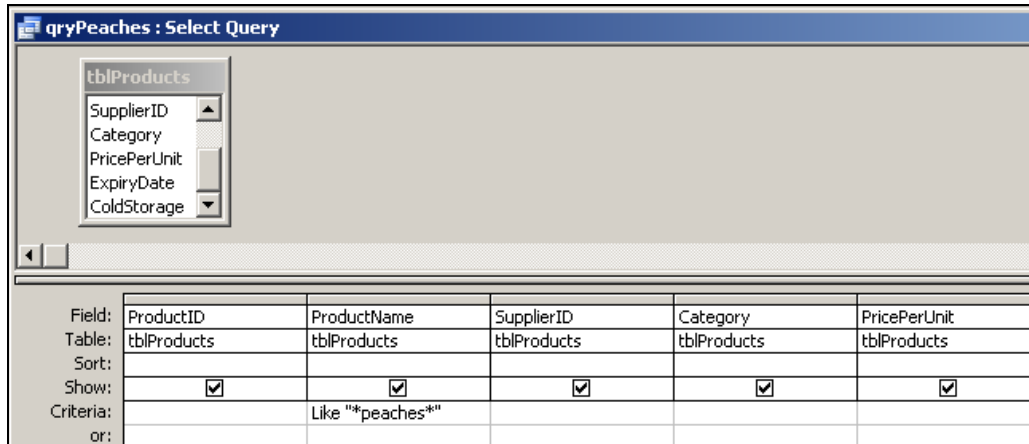 qryPeaches : Select Query
tblProducts
SupplierID
Category
PricePerUnit
ExpiryDate
ColdStorage
Field: ProductID ProductName SupplierID Category PricePerUnit
Table: tblProducts tblProducts tblProducts tblProducts tblProducts
Sort:
Show:
Criteria: Like "*peaches*"
or: